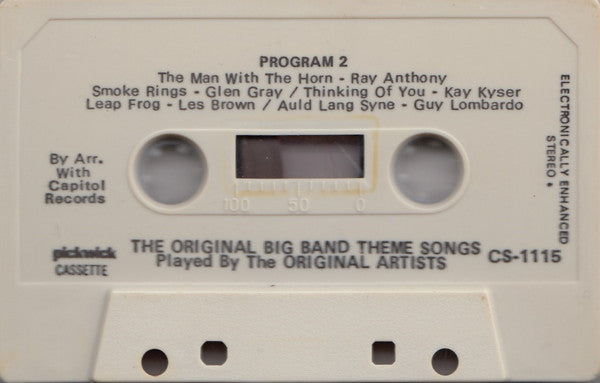 PROGRAM 2
The Man With The Horn - Ray Anthony
Smoke Rings - Glen Gray / Thinking Of You - Kay Kyser
Leap Frog - Les Brown / Auld Lang Syne - Guy Lombardo
ELECTRONICALLY ENHANCED
STEREO •
By Arr.
With
Capitol
Records
100 50 0
pickwick
CASSETTE
THE ORIGINAL BIG BAND THEME SONGS
Played By The ORIGINAL ARTISTS
CS-1115